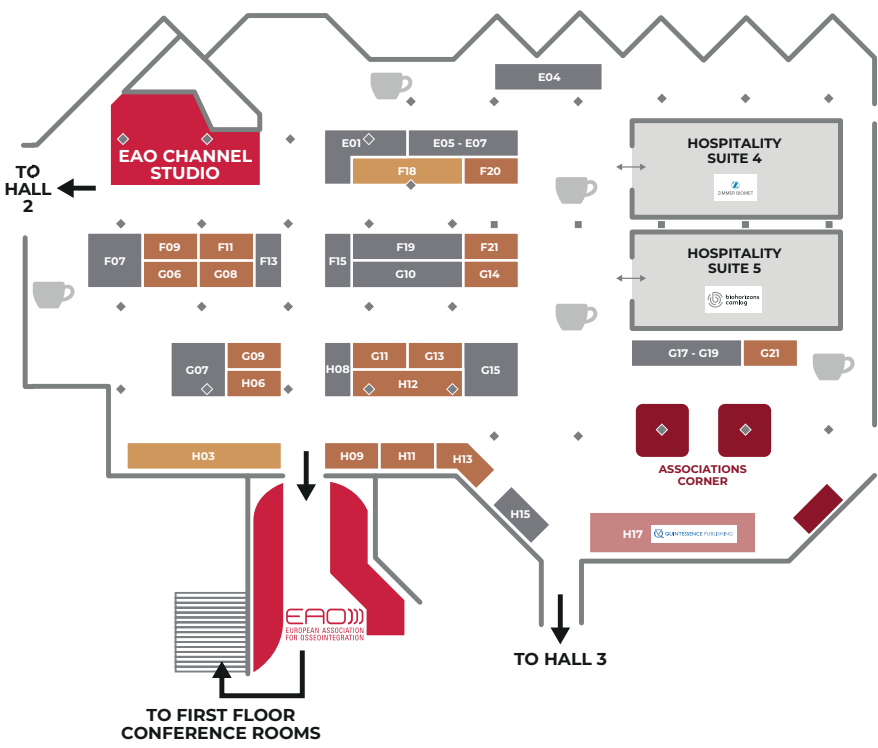 E04
E01
E05 - E07
F18
F20
EAO CHANNEL
STUDIO
TO
HALL
2
HOSPITALITY
SUITE 4
ZIMMER BIOMET
F07
F09
F11
G06
G08
F13
F15
F19
F21
G10
G14
HOSPITALITY
SUITE 5
biohorizons
camlog
G07
G09
H06
H08
G11
G13
H12
G15
G17 - G19
G21
ASSOCIATIONS
CORNER
H03
H09
H11
H13
H15
H17
QUINTESSENCE PUBLISHING
EAO
EUROPEAN ASSOCIATION
FOR OSSEOINTEGRATION
TO HALL 3
TO FIRST FLOOR
CONFERENCE ROOMS